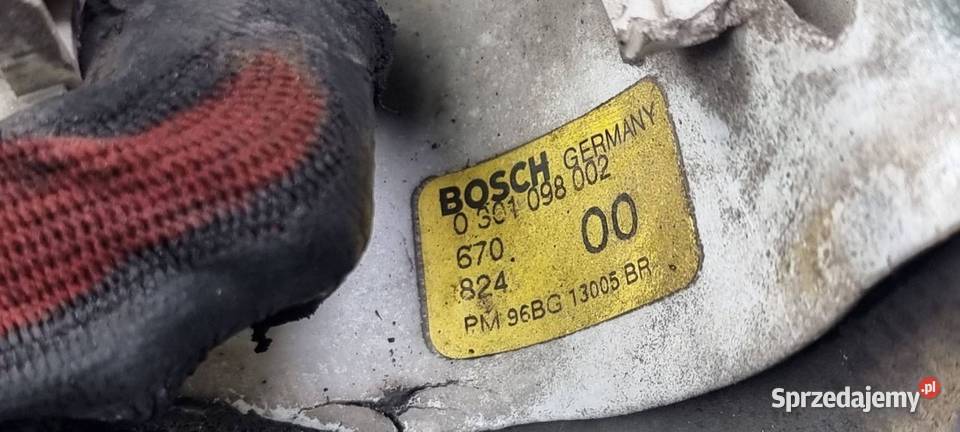 BOSCH GERMANY
0 301 098 002
670. 00
824
PM 96BG 13005 BR
Sprzedajemy.pl